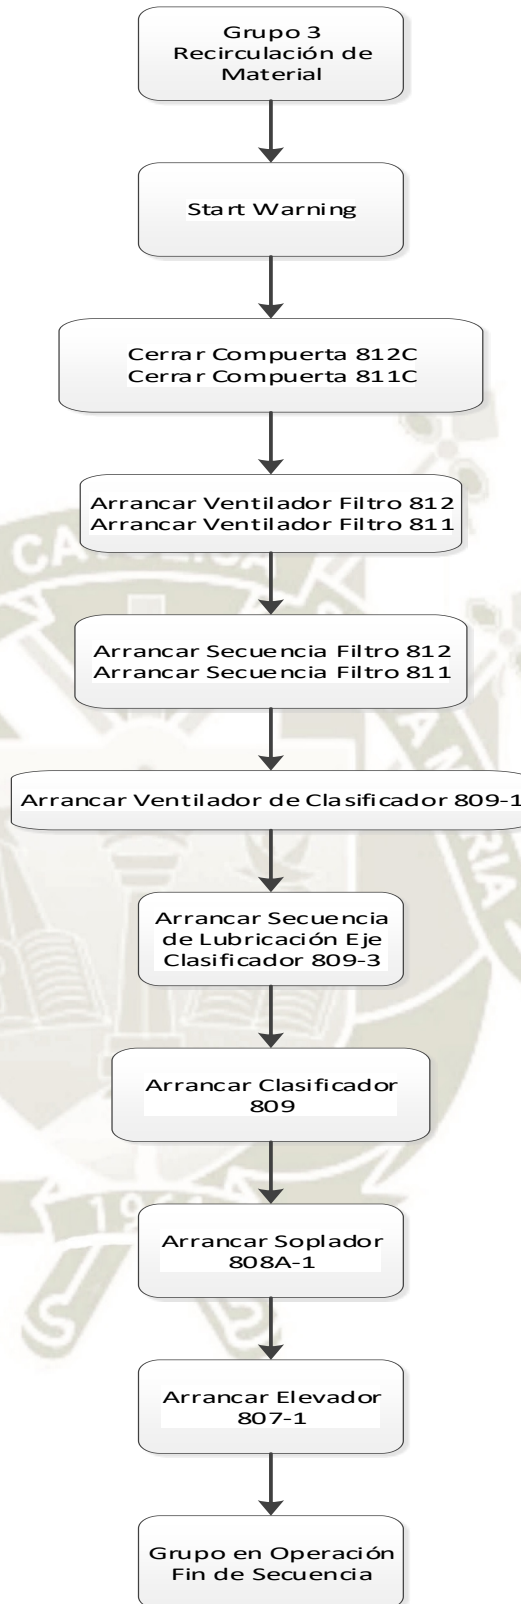 Grupo 3
Recirculación de
Material
Start Warning
Cerrar Compuerta 812C
Cerrar Compuerta 811C
Arrancar Ventilador Filtro 812
Arrancar Ventilador Filtro 811
Arrancar Secuencia Filtro 812
Arrancar Secuencia Filtro 811
Arrancar Ventilador de Clasificador 809-1
Arrancar Secuencia
de Lubricación Eje
Clasificador 809-3
Arrancar Clasificador
809
Arrancar Soplador
808A-1
Arrancar Elevador
807-1
Grupo en Operación
Fin de Secuencia